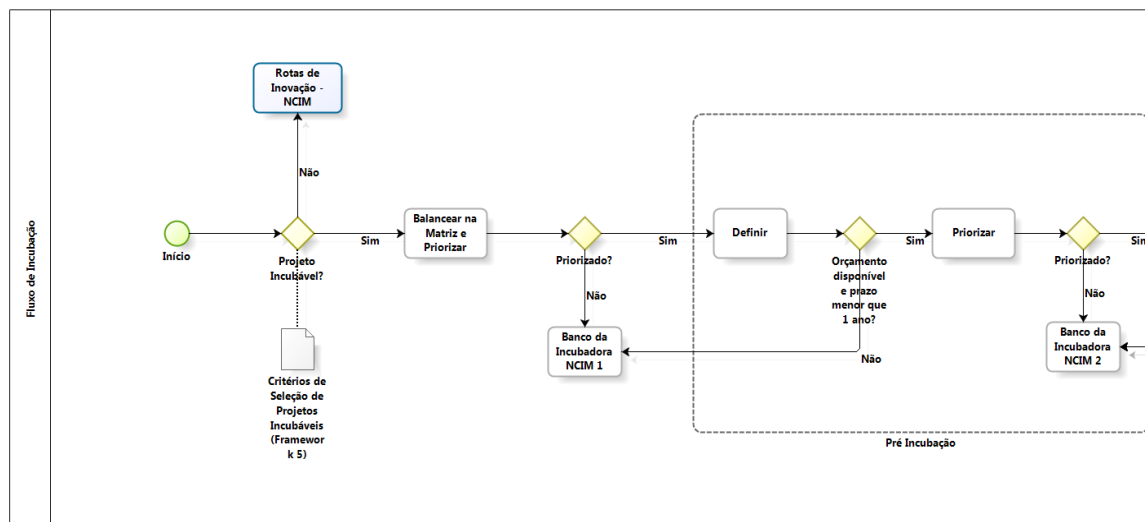 Fluxo de Incubação
Rotas de
Inovação -
NCIM
Não
Início
Projeto
Incubável?
Sim
Critérios de
Seleção de
Projetos
Incubáveis
(Framewor
k 5)
Balancear na
Matriz e
Priorizar
Priorizado?
Sim
Não
Banco da
Incubadora
NCIM 1
Definir
Orçamento
disponível
e prazo
menor que
1 ano?
Sim
Não
Priorizar
Priorizado?
Sim
Não
Banco da
Incubadora
NCIM 2
Pré Incubação